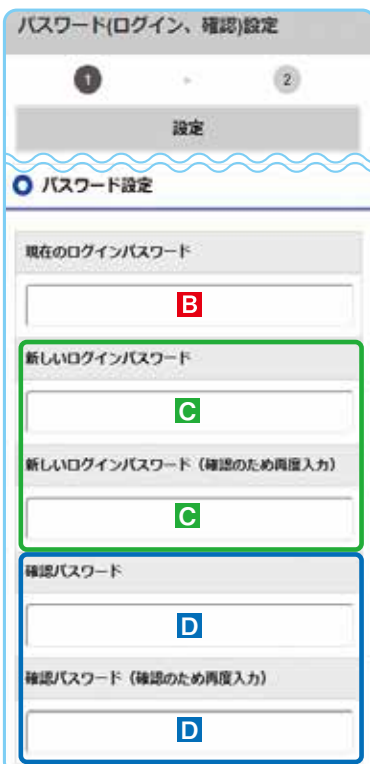 パスワード(ログイン、確認)設定
1 2
設定
パスワード設定
現在のログインパスワード
B
新しいログインパスワード
C
新しいログインパスワード（確認のため再度入力）
C
確認パスワード
D
確認パスワード（確認のため再度入力）
D